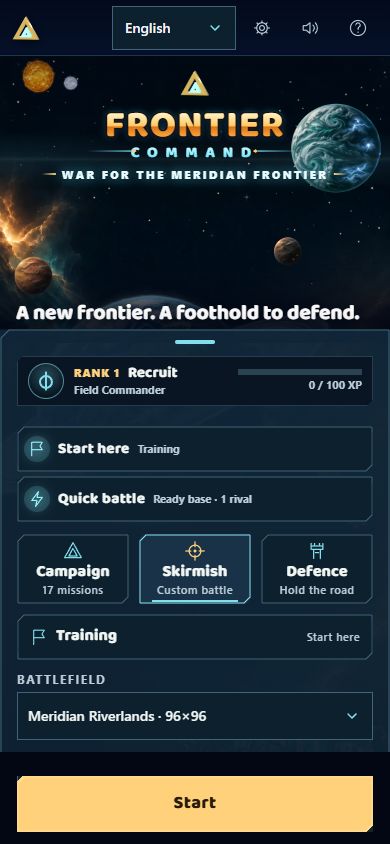 English
FRONTIER
COMMAND
WAR FOR THE MERIDIAN FRONTIER
A new frontier. A foothold to defend.
RANK 1 Recruit
Field Commander
0 / 100 XP
Start here Training
Quick battle Ready base · 1 rival
Campaign
17 missions
Skirmish
Custom battle
Defence
Hold the road
Training Start here
BATTLEFIELD
Meridian Riverlands · 96×96
Start